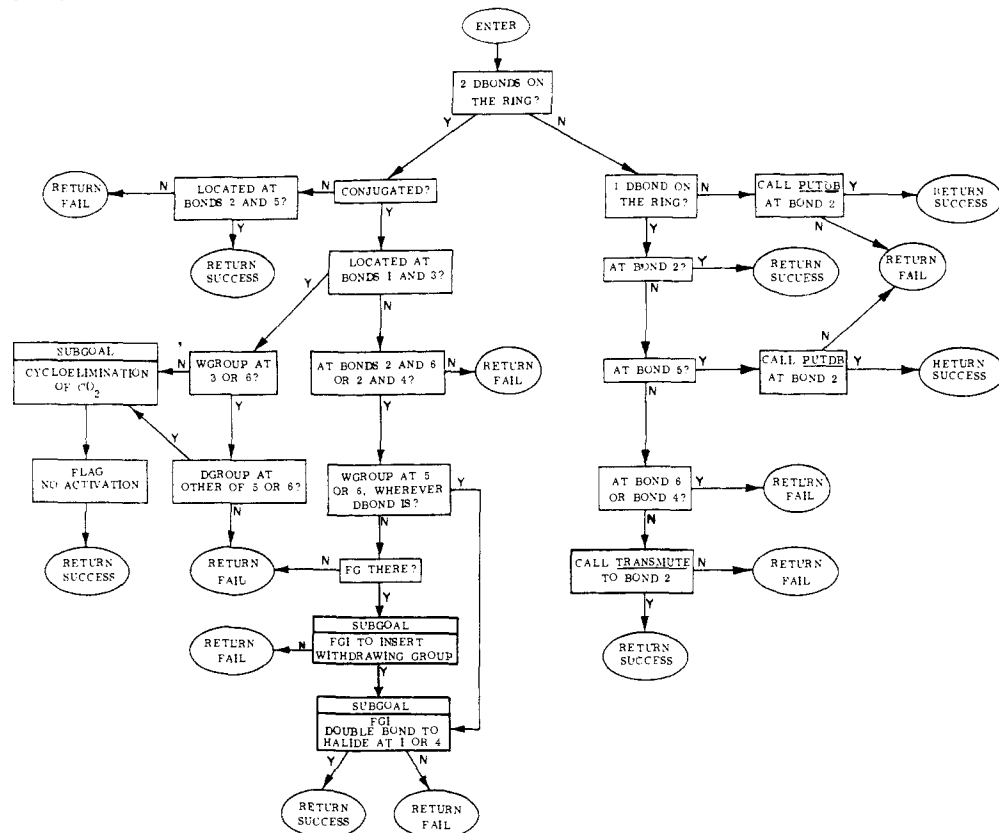 ENTER
2 DBONDS ON
THE RING?
Y
N
RETURN
FAIL
N
LOCATED AT
BONDS 2 AND 5?
N
CONJUGATED?
1 DBOND ON
THE RING?
N
CALL PUTDB
AT BOND 2
Y
RETURN
SUCCESS
Y
Y
Y
N
RETURN
SUCCESS
LOCATED AT
BONDS 1 AND 3?
AT BOND 2?
Y
RETURN
SUCCESS
RETURN
FAIL
Y
N
N
N
SUBGOAL
CYCLOELIMINATION
OF CO2
N
WGROUP AT
3 OR 6?
AT BONDS 2 AND 6
OR 2 AND 4?
N
RETURN
FAIL
AT BOND 5?
Y
CALL PUTDB
AT BOND 2
Y
RETURN
SUCCESS
Y
Y
Y
N
FLAG
NO ACTIVATION
DGROUP AT
OTHER OF 5 OR 6?
WGROUP AT 5
OR 6, WHEREVER
DBOND IS?
Y
AT BOND 6
OR BOND 4?
Y
RETURN
FAIL
N
N
N
RETURN
SUCCESS
RETURN
FAIL
N
FG THERE?
CALL TRANSMUTE
TO BOND 2
N
RETURN
FAIL
Y
Y
RETURN
FAIL
N
SUBGOAL
FGI TO INSERT
WITHDRAWING GROUP
RETURN
SUCCESS
Y
SUBGOAL
FGI
DOUBLE BOND TO
HALIDE AT 1 OR 4
Y
N
RETURN
SUCCESS
RETURN
FAIL